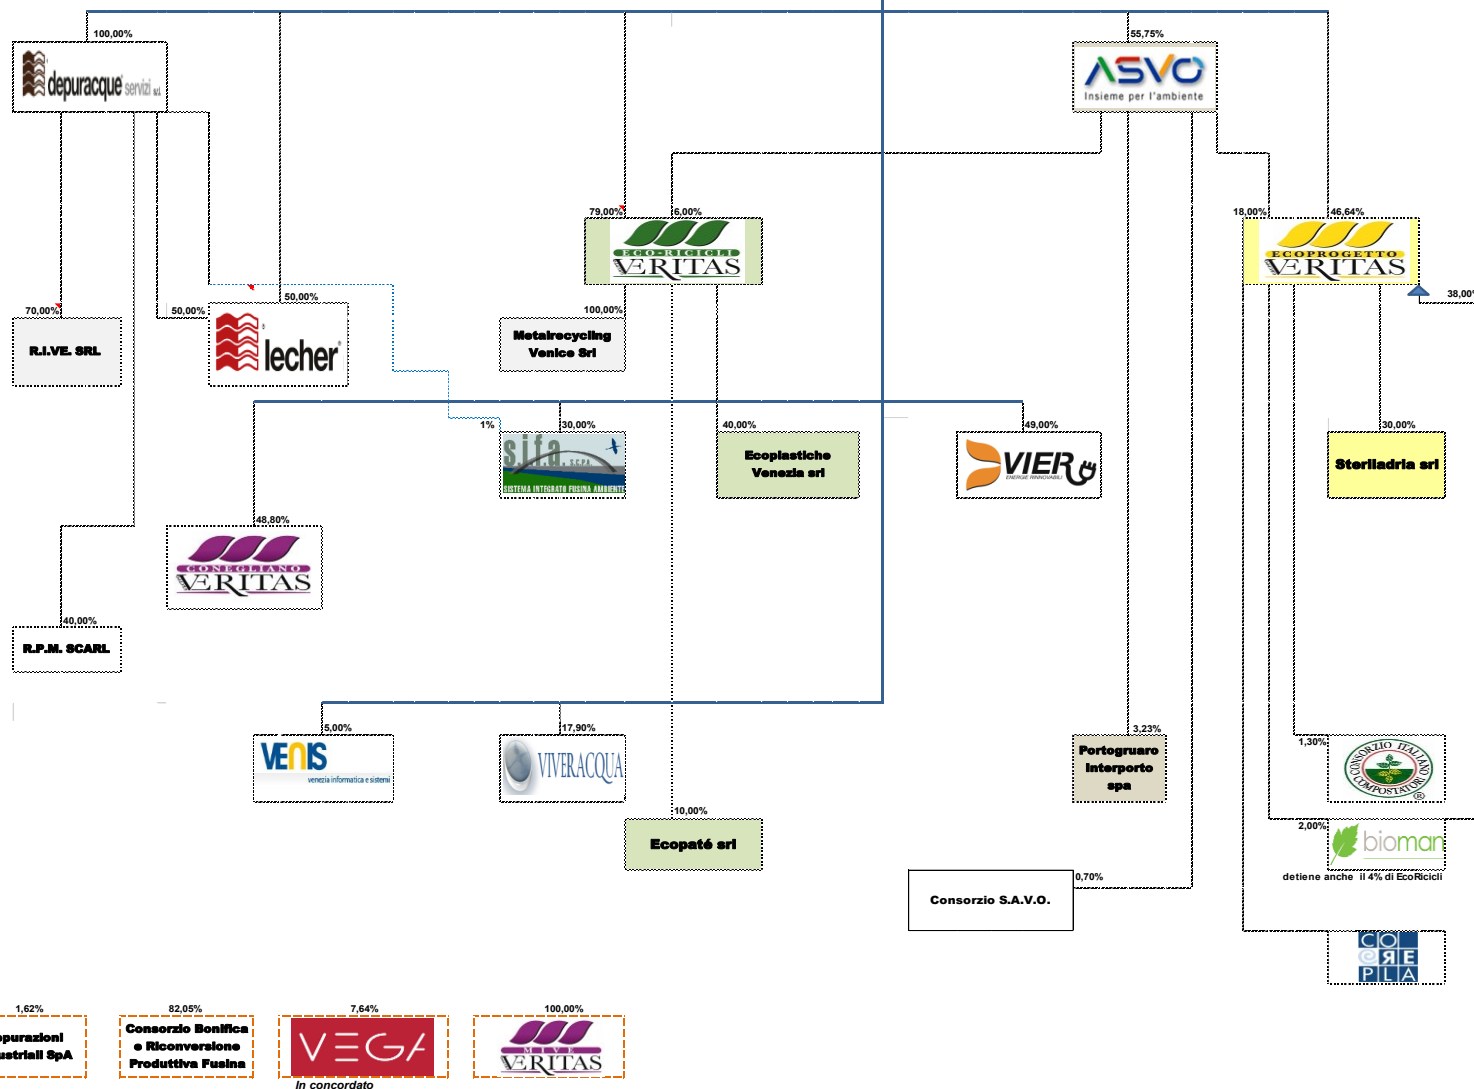 100,00%
55,75%
depuracque servizi s.r.l.
ASVO
Insieme per l'ambiente
79,00%
6,00%
18,00%
46,64%
ECO-RICICLI
VERITAS
ECOPROGETTO
VERITAS
38,00%
70,00%
50,00%
50,00%
100,00%
R.I.VE. SRL
lecher
Metalrecycling
Venice Srl
1%
30,00%
40,00%
49,00%
30,00%
s.i.f.a. s.c.p.a.
SISTEMA INTEGRATO FUSINA AMBIENTE
Ecoplastiche
Venezia srl
VIER
ENERGIE RINNOVABILI
Steriladria srl
48,80%
CONEGLIANO
VERITAS
40,00%
R.P.M. SCARL
5,00%
17,90%
3,23%
1,30%
VENIS
venezia informatica e sistemi
VIVERACQUA
Portogruaro
Interporto
spa
CONSORZIO ITALIANO
COMPOSTATORI
®
10,00%
Ecopaté srl
2,00%
bioman
detiene anche il 4% di EcoRicicli
0,70%
Consorzio S.A.V.O.
CO
RE
PLA
1,62%
82,05%
7,64%
100,00%
epurazioni
ustriali SpA
Consorzio Bonifica
e Riconversione
Produttiva Fusina
VEGA
In concordato
MIVE
VERITAS